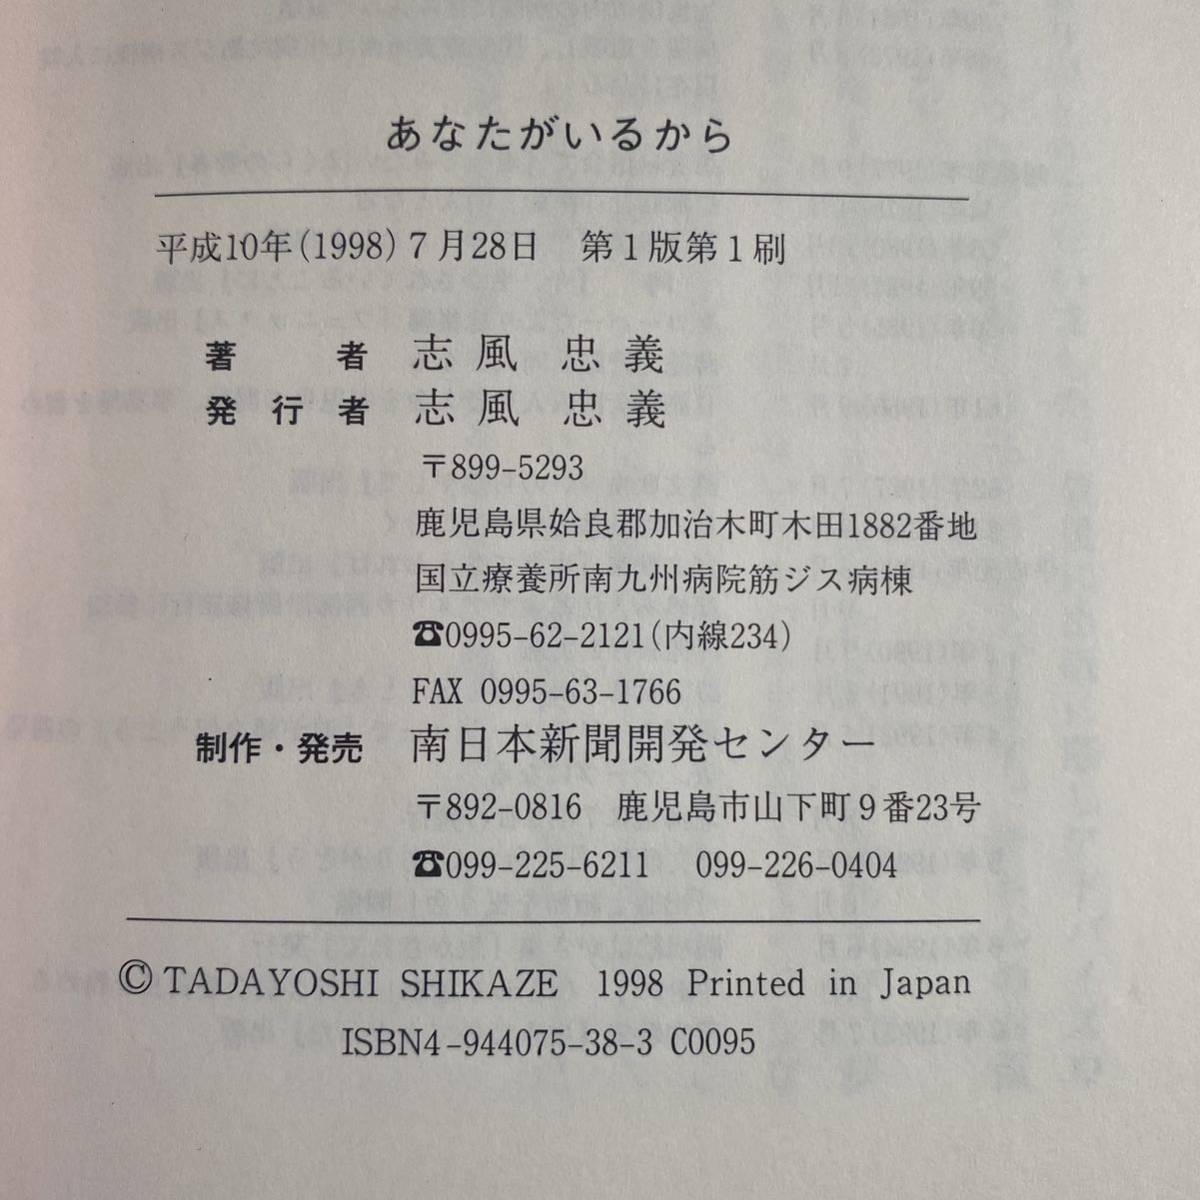 あなたがいるから
平成10年(1998)7月28日　第1版第1刷
著　　者　志風　忠義
発行者　志風　忠義
〒899-5293
鹿児島県姶良郡加治木町木田1882番地
国立療養所南九州病院筋ジス病棟
☎0995-62-2121(内線234)
FAX 0995-63-1766
制作・発売　南日本新聞開発センター
〒892-0816　鹿児島市山下町9番23号
☎099-225-6211　099-226-0404
© TADAYOSHI SHIKAZE 1998 Printed in Japan
ISBN4-944075-38-3 C0095